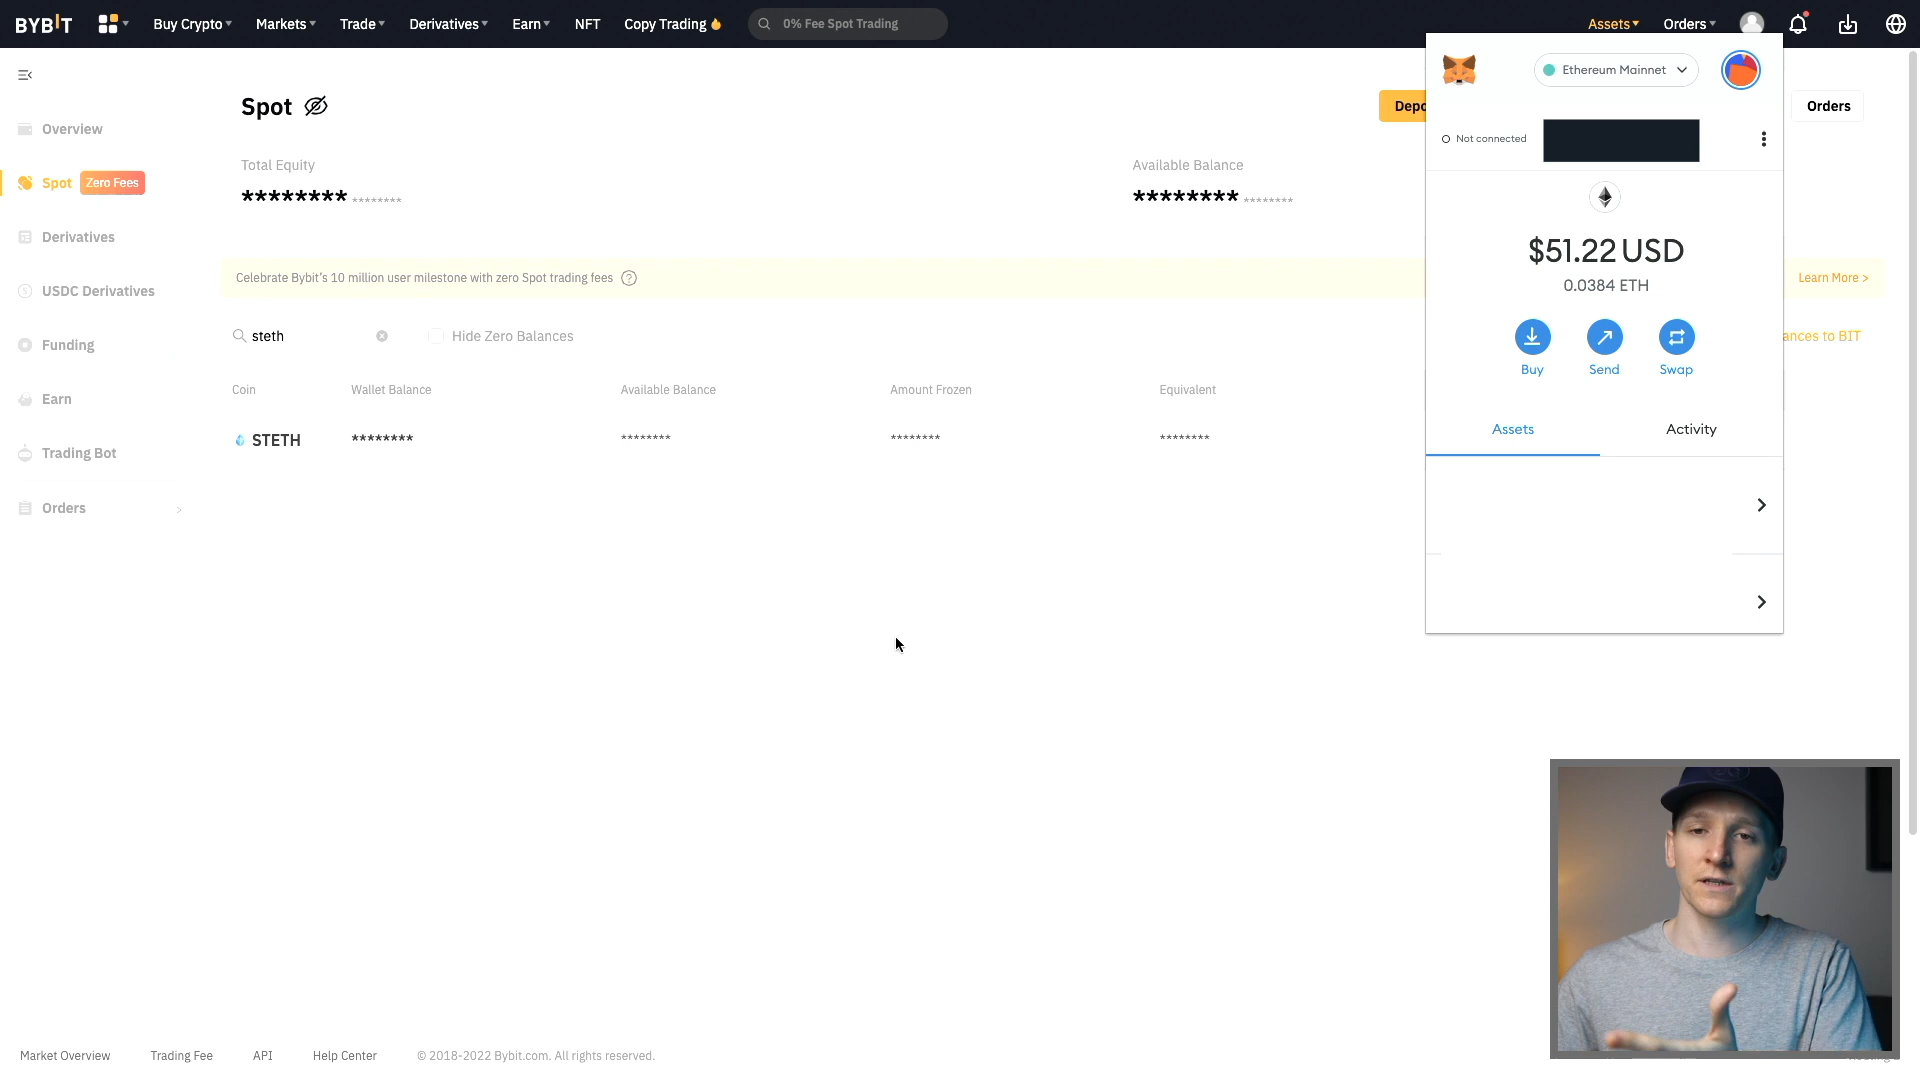 BYBIT
Buy Crypto
Markets
Trade
Derivatives
Earn
NFT
Copy Trading
0% Fee Spot Trading
Assets
Orders
Overview
Spot Zero Fees
Derivatives
USDC Derivatives
Funding
Earn
Trading Bot
Orders
Spot
Orders
Total Equity
******** ********
Available Balance
******** ********
Celebrate Bybit's 10 million user milestone with zero Spot trading fees
Learn More >
steth
Hide Zero Balances
ances to BIT
Coin
Wallet Balance
Available Balance
Amount Frozen
Equivalent
STETH
********
********
********
********
Ethereum Mainnet
Not connected
$51.22 USD
0.0384 ETH
Buy
Send
Swap
Assets
Activity
Market Overview
Trading Fee
API
Help Center
© 2018-2022 Bybit.com. All rights reserved.